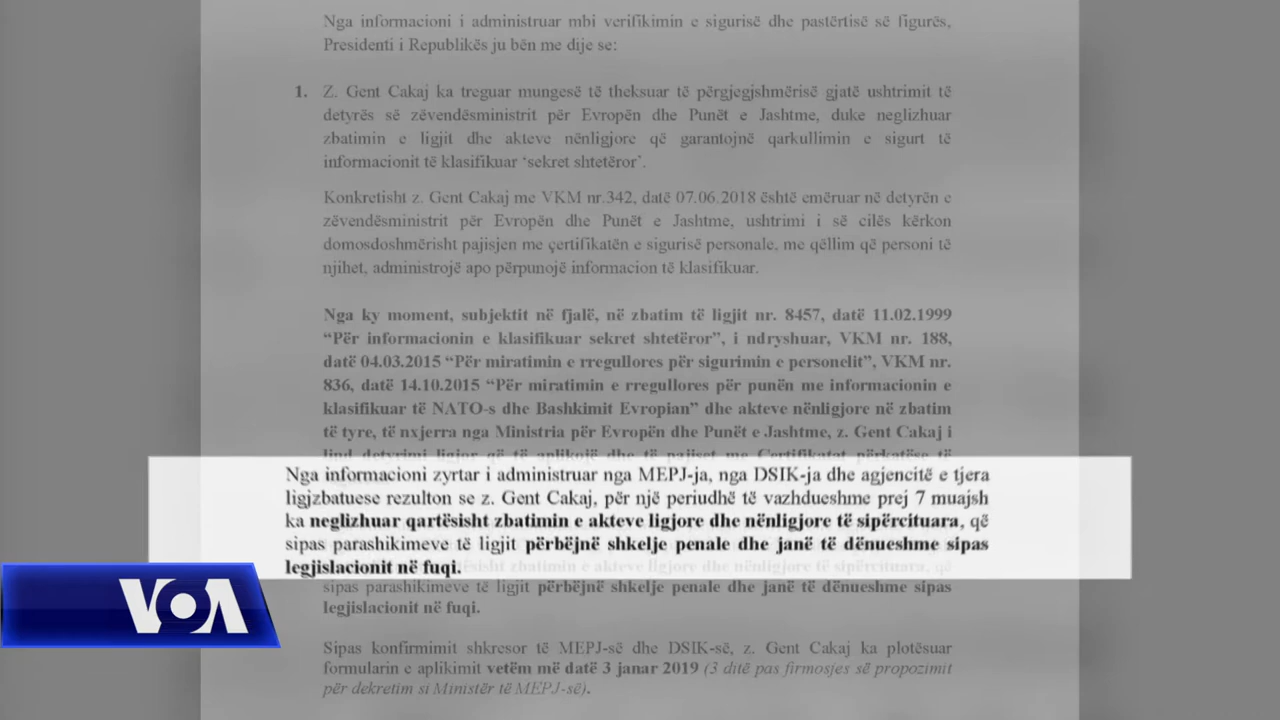 Nga informacioni i administruar mbi verifikimin e sigurisë dhe pastërtisë së figurës,
Presidenti i Republikës ju bën me dije se:
1. Z. Gent Cakaj ka treguar mungesë të theksuar të përgjegjshmërisë gjatë ushtrimit të
detyrës së zëvendësministrit për Evropën dhe Punët e Jashtme, duke neglizhuar
zbatimin e ligjit dhe akteve nënligjore që garantojnë qarkullimin e sigurt të
informacionit të klasifikuar ‘sekret shtetëror’.
Konkretisht z. Gent Cakaj me VKM nr.342, datë 07.06.2018 është emëruar në detyrën e
zëvendësministrit për Evropën dhe Punët e Jashtme, ushtrimi i së cilës kërkon
domosdoshmërisht pajisjen me çertifikatën e sigurisë personale, me qëllim që personi të
njihet, administrojë apo përpunojë informacion të klasifikuar.
Nga ky moment, subjektit në fjalë, në zbatim të ligjit nr. 8457, datë 11.02.1999
“Për informacionin e klasifikuar sekret shtetëror”, i ndryshuar, VKM nr. 188,
datë 04.03.2015 “Për miratimin e rregullores për sigurimin e personelit”, VKM nr.
836, datë 14.10.2015 “Për miratimin e rregullores për punën me informacionin e
klasifikuar të NATO-s dhe Bashkimit Evropian” dhe akteve nënligjore në zbatim
të tyre, të nxjerra nga Ministria për Evropën dhe Punët e Jashtme, z. Gent Cakaj i
lind detyrimi ligjor që të aplikojë dhe të pajiset me Certifikatat përkatëse të
Nga informacioni zyrtar i administruar nga MEPJ-ja, nga DSIK-ja dhe agjencitë e tjera
ligjzbatuese rezulton se z. Gent Cakaj, për një periudhë të vazhdueshme prej 7 muajsh
ka neglizhuar qartësisht zbatimin e akteve ligjore dhe nënligjore të sipërcituara, që
sipas parashikimeve të ligjit përbëjnë shkelje penale dhe janë të dënueshme sipas
legjislacionit në fuqi.
sipas parashikimeve të ligjit përbëjnë shkelje penale dhe janë të dënueshme sipas
legjislacionit në fuqi.
Sipas konfirmimit shkresor të MEPJ-së dhe DSIK-së, z. Gent Cakaj ka plotësuar
formularin e aplikimit vetëm më datë 3 janar 2019 (3 ditë pas firmosjes së propozimit
për dekretim si Ministër të MEPJ-së).
VOA